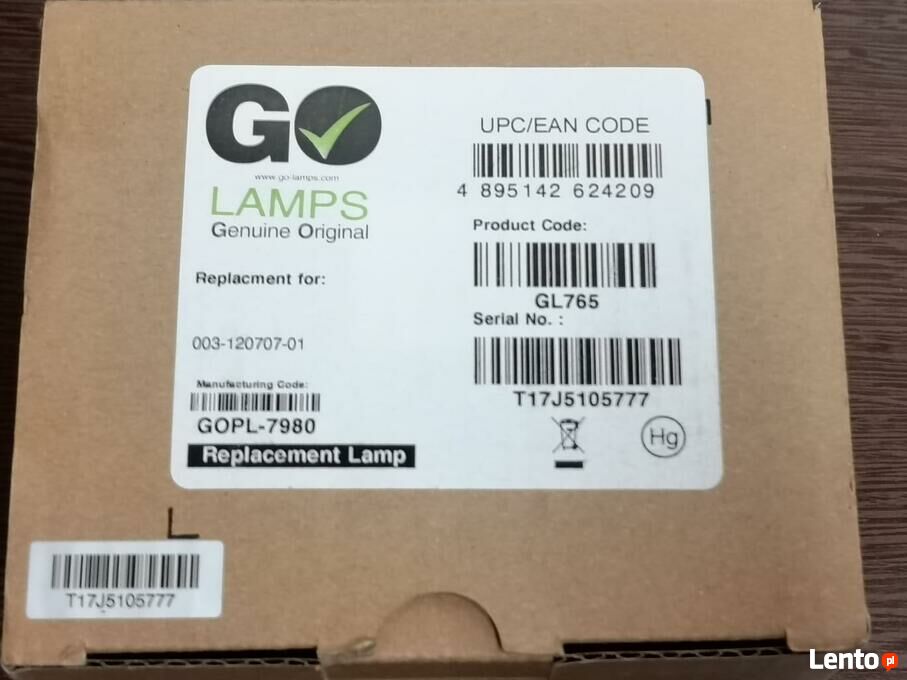 GO
www.go-lamps.com
LAMPS
Genuine Original
Replacment for:
003-120707-01
Manufacturing Code:
GOPL-7980
Replacement Lamp
UPC/EAN CODE
4 895142 624209
Product Code:
GL765
Serial No. :
T17J5105777
Hg
L
T17J5105777
Lento pl